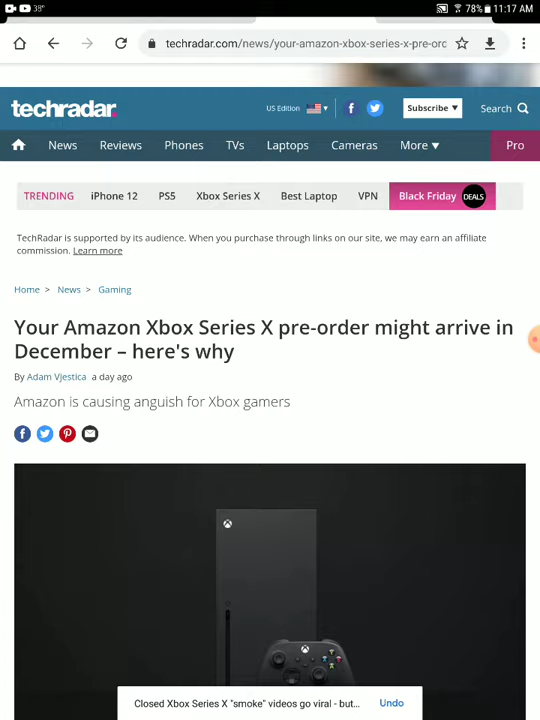 38° 78% 11:17 AM
techradar.com/news/your-amazon-xbox-series-x-pre-orc
techradar. US Edition Subscribe ▼ Search
News Reviews Phones TVs Laptops Cameras More ▼ Pro
TRENDING iPhone 12 PS5 Xbox Series X Best Laptop VPN Black Friday DEALS
TechRadar is supported by its audience. When you purchase through links on our site, we may earn an affiliate
commission. Learn more
Home > News > Gaming
Your Amazon Xbox Series X pre-order might arrive in
December – here's why
By Adam Vjestica a day ago
Amazon is causing anguish for Xbox gamers
Closed Xbox Series X "smoke" videos go viral - but... Undo